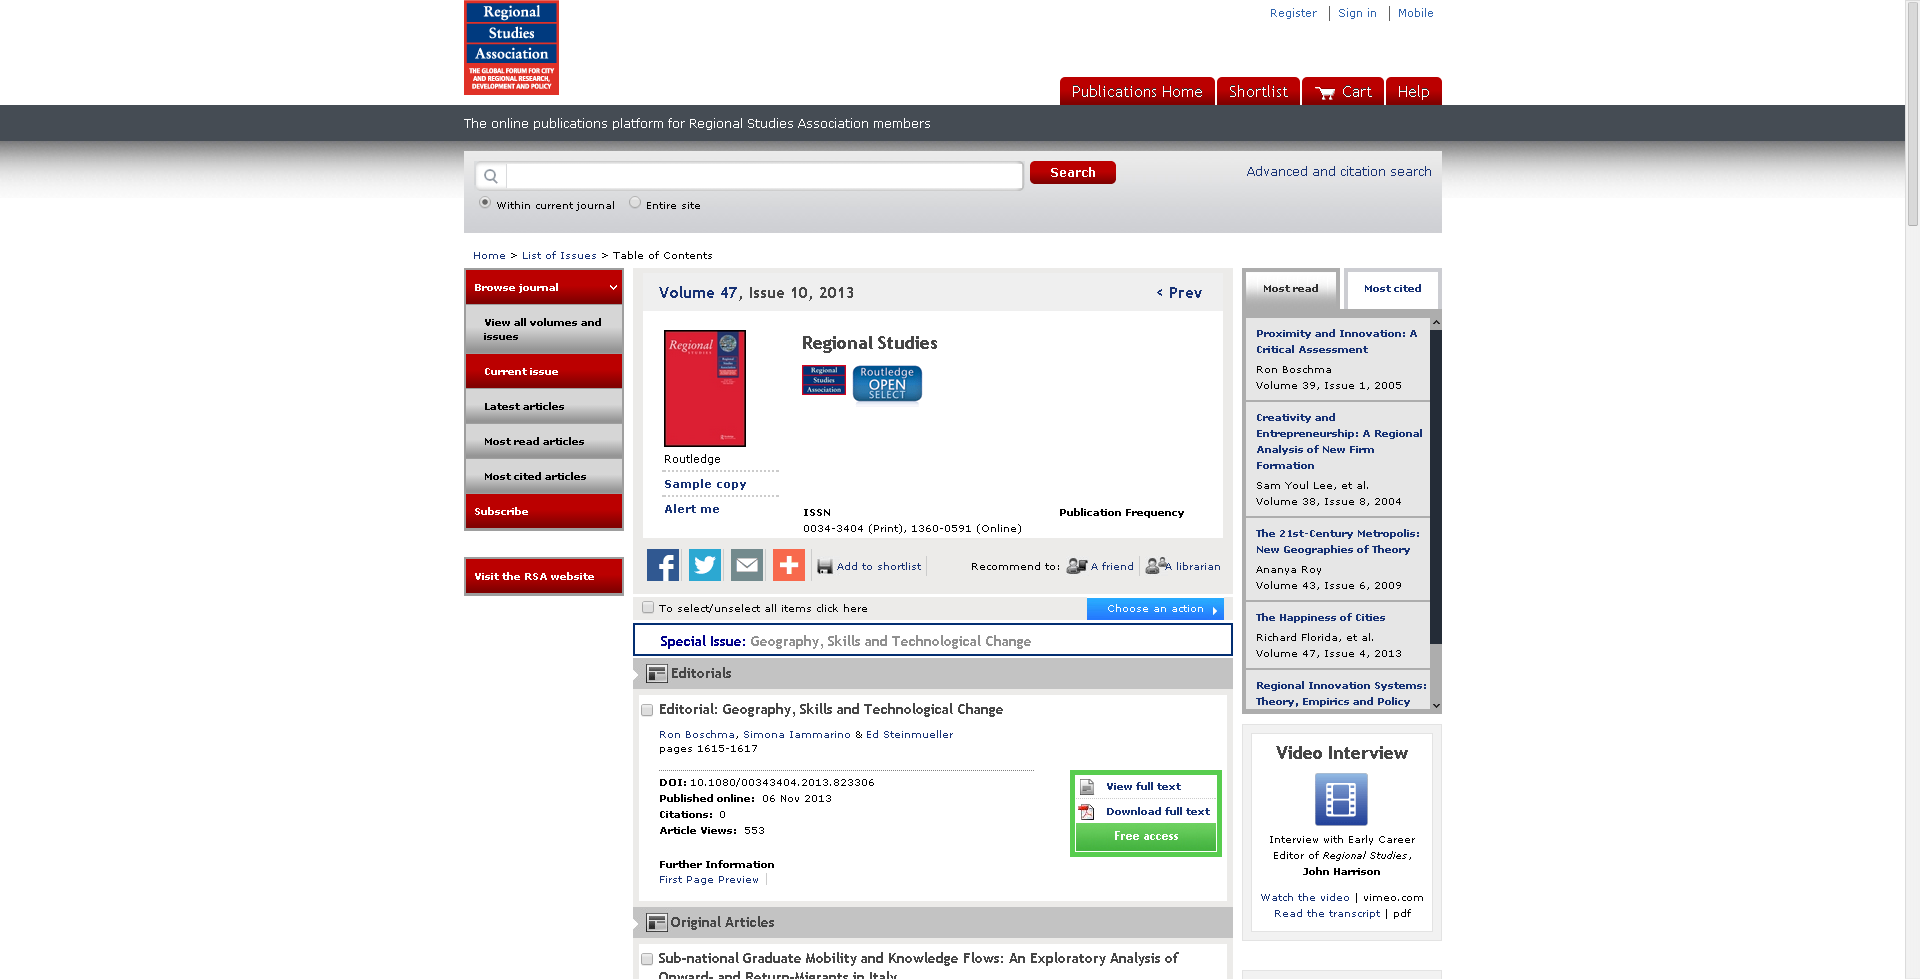 Regional
Studies
Association
THE GLOBAL FORUM FOR CITY
AND REGIONAL RESEARCH,
DEVELOPMENT AND POLICY
Register
Sign in
Mobile
Publications Home
Shortlist
Cart
Help
The online publications platform for Regional Studies Association members
Search
Advanced and citation search
Within current journal
Entire site
Home > List of Issues > Table of Contents
Browse journal
View all volumes and
issues
Current issue
Latest articles
Most read articles
Most cited articles
Subscribe
Visit the RSA website
Volume 47, Issue 10, 2013
< Prev
Regional
STUDIES
Regional Studies
Regional
Studies
Association
Routledge
OPEN
SELECT
Routledge
Sample copy
Alert me
ISSN
0034-3404 (Print), 1360-0591 (Online)
Publication Frequency
Add to shortlist
Recommend to:
A friend
A librarian
To select/unselect all items click here
Choose an action
Special Issue: Geography, Skills and Technological Change
Editorials
Editorial: Geography, Skills and Technological Change
Ron Boschma, Simona Iammarino & Ed Steinmueller
pages 1615-1617
DOI: 10.1080/00343404.2013.823306
Published online: 06 Nov 2013
Citations: 0
Article Views: 553
Further Information
First Page Preview
View full text
Download full text
Free access
Original Articles
Sub-national Graduate Mobility and Knowledge Flows: An Exploratory Analysis of
Onward- and Return-Migrants in Italy
Most read
Most cited
Proximity and Innovation: A
Critical Assessment
Ron Boschma
Volume 39, Issue 1, 2005
Creativity and
Entrepreneurship: A Regional
Analysis of New Firm
Formation
Sam Youl Lee, et al.
Volume 38, Issue 8, 2004
The 21st-Century Metropolis:
New Geographies of Theory
Ananya Roy
Volume 43, Issue 6, 2009
The Happiness of Cities
Richard Florida, et al.
Volume 47, Issue 4, 2013
Regional Innovation Systems:
Theory, Empirics and Policy
Video Interview
Interview with Early Career
Editor of Regional Studies,
John Harrison
Watch the video | vimeo.com
Read the transcript | pdf